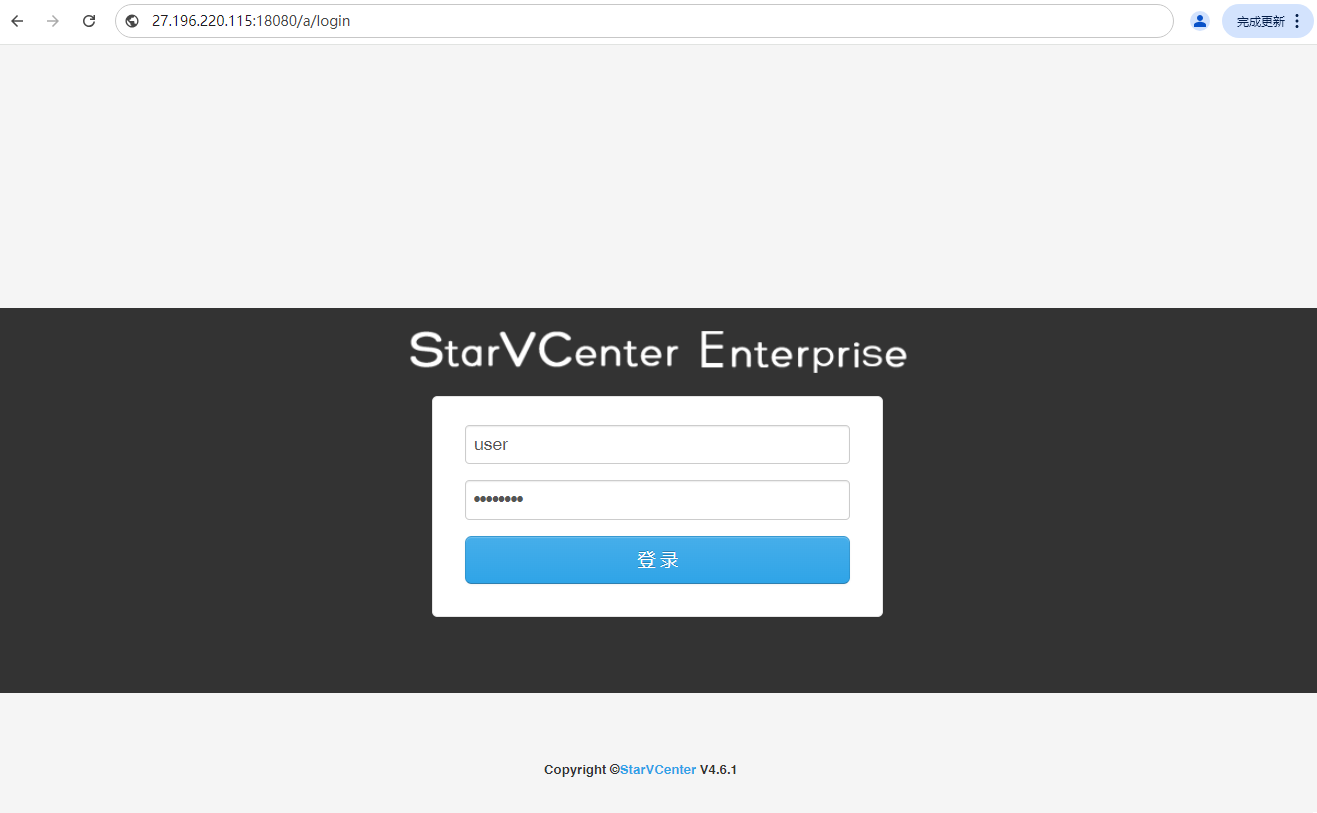 27.196.220.115:18080/a/login
完成更新
StarVCenter Enterprise
user
登 录
Copyright ©StarVCenter V4.6.1